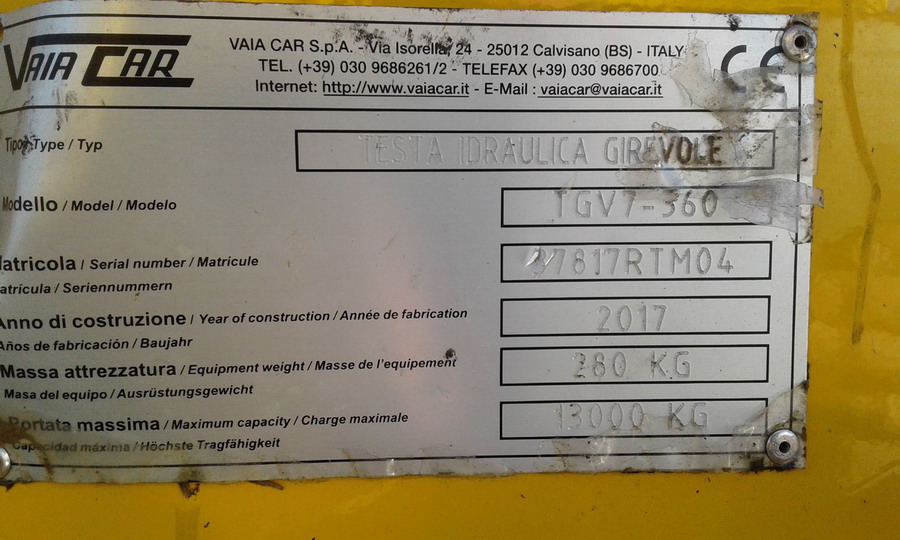 VAIA CAR
VAIA CAR S.p.A. - Via Isorella, 24 - 25012 Calvisano (BS) - ITALY
TEL. (+39) 030 9686261/2 - TELEFAX (+39) 030 9686700
Internet: http://www.vaiacar.it - E-Mail : vaiacar@vaiacar.it
CE
Tipo / Type / Typ
TESTA IDRAULICA GIREVOLE
Modello / Model / Modelo
TGV7-360
atricola / Serial number / Matricule
7817RTM04
atrícula / Seriennummern
Anno di costruzione / Year of construction / Année de fabrication
2017
Años de fabricación / Baujahr
Massa attrezzatura / Equipment weight / Masse de l'equipement
280 KG
Masa del equipo / Ausrüstungsgewicht
Portata massima / Maximum capacity / Charge maximale
13000 KG
Capacidad máxima / Höchste Tragfähigkeit